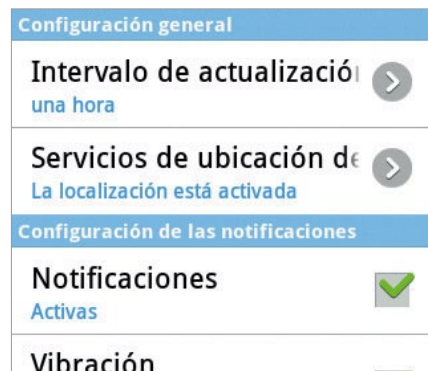 Configuración general
Intervalo de actualizació
una hora
Servicios de ubicación de
La localización está activada
Configuración de las notificaciones
Notificaciones
Activas
Vibración